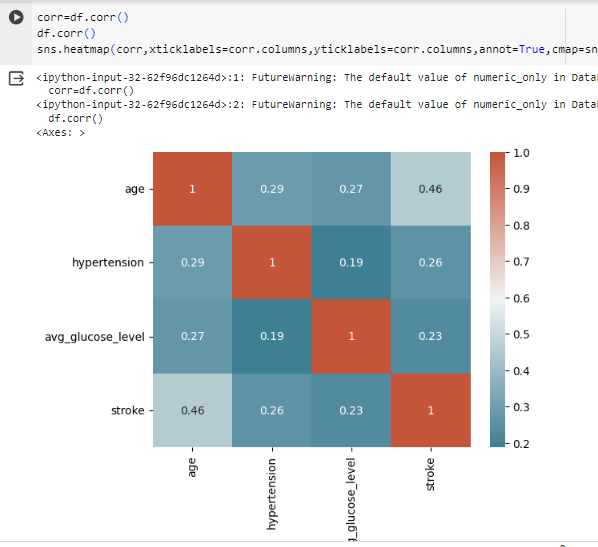 corr=df.corr()
df.corr()
sns.heatmap(corr,xticklabels=corr.columns,yticklabels=corr.columns,annot=True,cmap=sn
<ipython-input-32-62f96dc1264d>:1: FutureWarning: The default value of numeric_only in Data
corr=df.corr()
<ipython-input-32-62f96dc1264d>:2: FutureWarning: The default value of numeric_only in Data
df.corr()
<Axes: >
age 1 0.29 0.27 0.46
hypertension 0.29 1 0.19 0.26
avg_glucose_level 0.27 0.19 1 0.23
stroke 0.46 0.26 0.23 1
age
hypertension
g_glucose_level
stroke
1.0
0.9
0.8
0.7
0.6
0.5
0.4
0.3
0.2